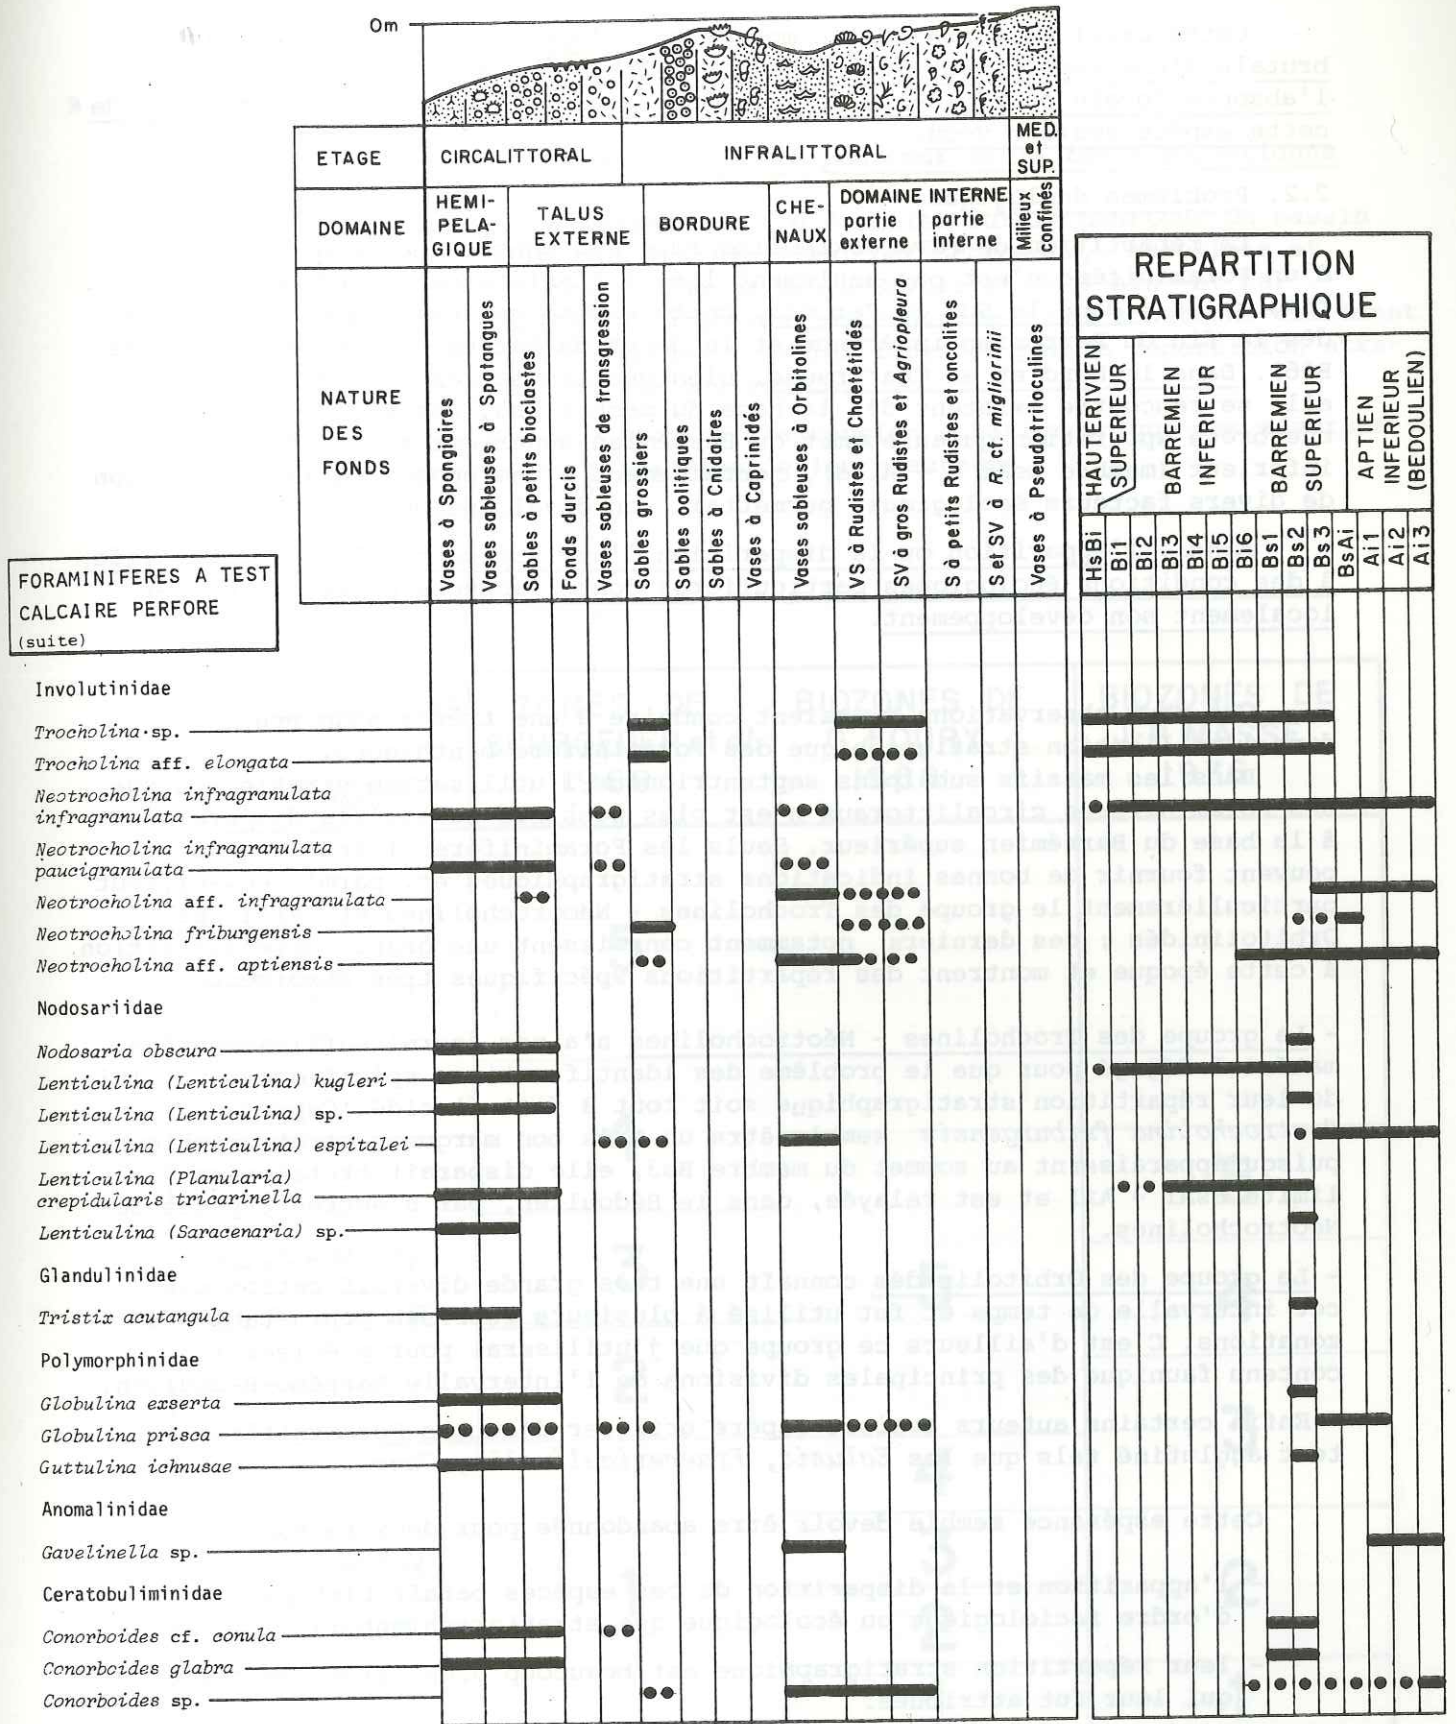 Om
ETAGE
CIRCALITTORAL
INFRALITTORAL
MED.
et
SUP.
DOMAINE
HEMI-
PELA-
GIQUE
TALUS
EXTERNE
BORDURE
CHE-
NAUX
DOMAINE INTERNE
partie
externe
partie
interne
Milieux
confinés
NATURE
DES
FONDS
Vases à Spongiaires
Vases sableuses à Spatangues
Sables à petits bioclastes
Fonds durcis
Vases sableuses de transgression
Sables grossiers
Sables oolitiques
Sables à Cnidaires
Vases à Caprinidés
Vases sableuses à Orbitolines
VS à Rudistes et Chaetétidés
SV à gros Rudistes et Agriopleura
S à petits Rudistes et oncolites
S et SV à R. cf. migliorinii
Vases à Pseudotriloculines
REPARTITION
STRATIGRAPHIQUE
HAUTERIVIEN
SUPERIEUR
BAREMIEN
INFERIEUR
BAREMIEN
SUPERIEUR
APTIEN
INFERIEUR
(BEDOULIEN)
HsBi
Bi1
Bi2
Bi3
Bi4
Bi5
Bi6
Bs1
Bs2
Bs3
BsAi
Ai1
Ai2
Ai3
FORAMINIFERES A TEST
CALCAIRE PERFORE
(suite)
Involutinidae
Trocholina sp.
Trocholina aff. elongata
Neotrocholina infragranulata
infragranulata
Neotrocholina infragranulata
paucigranulata
Neotrocholina aff. infragranulata
Neotrocholina friburgensis
Neotrocholina aff. aptiensis
Nodosariidae
Nodosaria obscura
Lenticulina (Lenticulina) kugleri
Lenticulina (Lenticulina) sp.
Lenticulina (Lenticulina) espitalei
Lenticulina (Planularia)
crepidularis tricarinella
Lenticulina (Saracenaria) sp.
Glandulinidae
Tristix acutangula
Polymorphinidae
Globulina exserta
Globulina prisca
Guttulina ichnusae
Anomalinidae
Gavelinella sp.
Ceratobuliminidae
Conorboides cf. conula
Conorboides glabra
Conorboides sp.